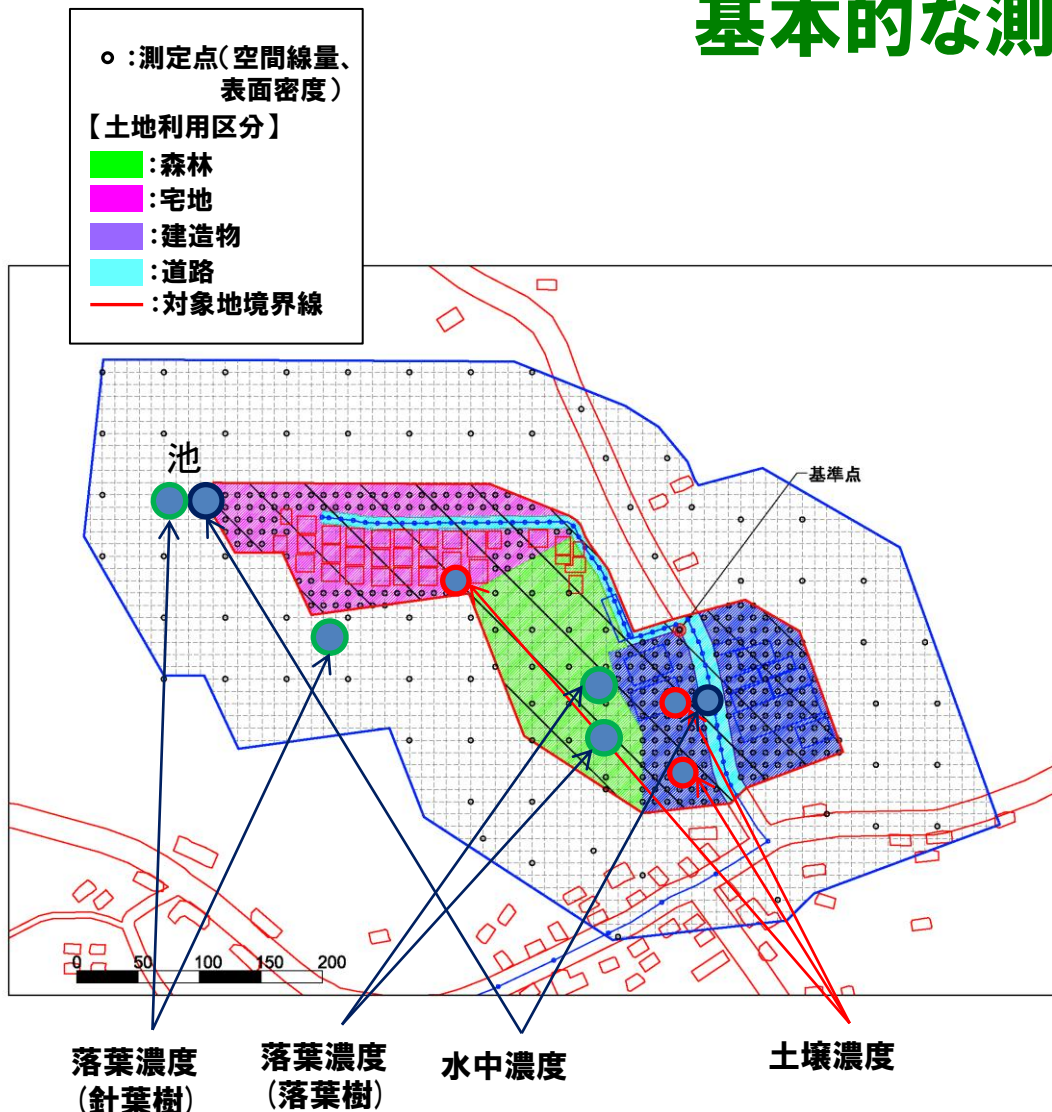 基本的な測
○:測定点(空間線量、
表面密度)
【土地利用区分】
:森林
:宅地
:建造物
:道路
:対象地境界線
池
基準点
0 50 100 150 200
落葉濃度
(針葉樹)
落葉濃度
(落葉樹)
水中濃度
土壌濃度